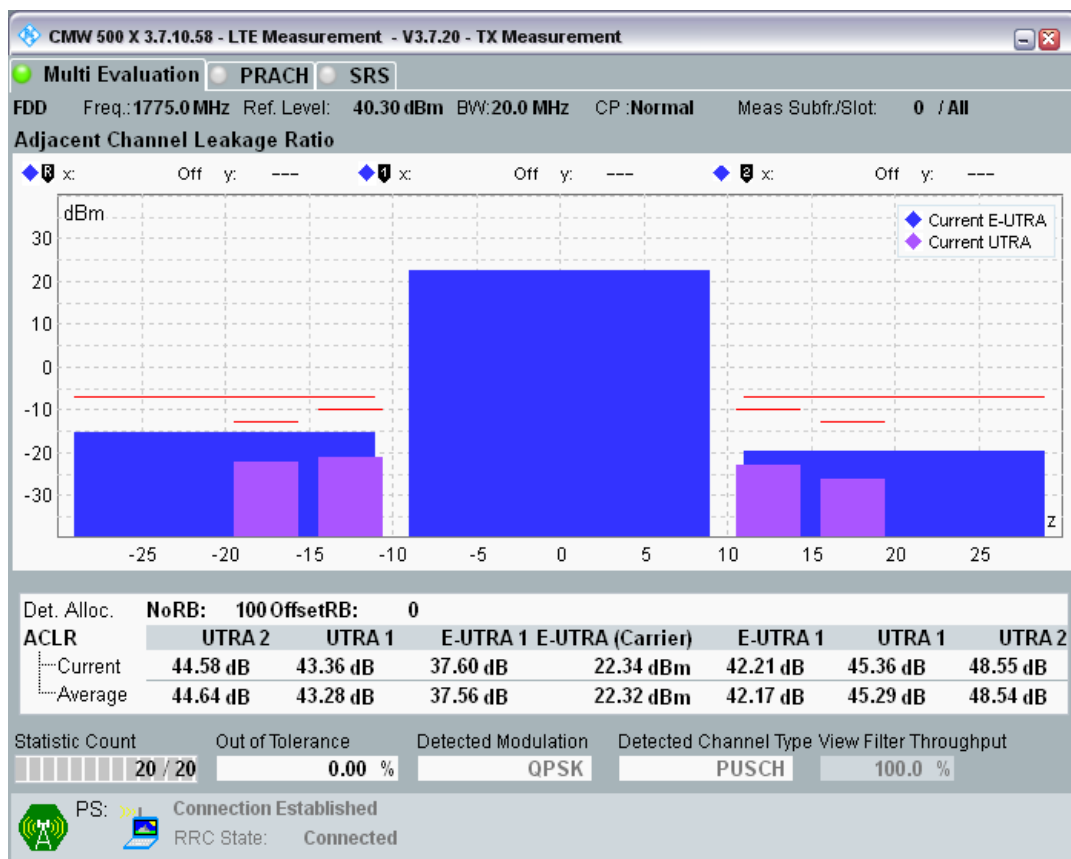 CMW 500 X 3.7.10.58 - LTE Measurement - V3.7.20 - TX Measurement
Multi Evaluation PRACH SRS
FDD Freq.:1775.0 MHz Ref. Level: 40.30 dBm BW:20.0 MHz CP :Normal Meas Subfr./Slot: 0 / All
Adjacent Channel Leakage Ratio
R x: Off y: --- 1 x: Off y: --- 2 x: Off y: ---
dBm
Current E-UTRA
Current UTRA
30
20
10
0
-10
-20
-30
z
-25 -20 -15 -10 -5 0 5 10 15 20 25
Det. Alloc. NoRB: 100 OffsetRB: 0
ACLR UTRA 2 UTRA 1 E-UTRA 1 E-UTRA (Carrier) E-UTRA 1 UTRA 1 UTRA 2
Current 44.58 dB 43.36 dB 37.60 dB 22.34 dBm 42.21 dB 45.36 dB 48.55 dB
Average 44.64 dB 43.28 dB 37.56 dB 22.32 dBm 42.17 dB 45.29 dB 48.54 dB
Statistic Count Out of Tolerance Detected Modulation Detected Channel Type View Filter Throughput
20 / 20 0.00 % QPSK PUSCH 100.0 %
PS: Connection Established
RRC State: Connected